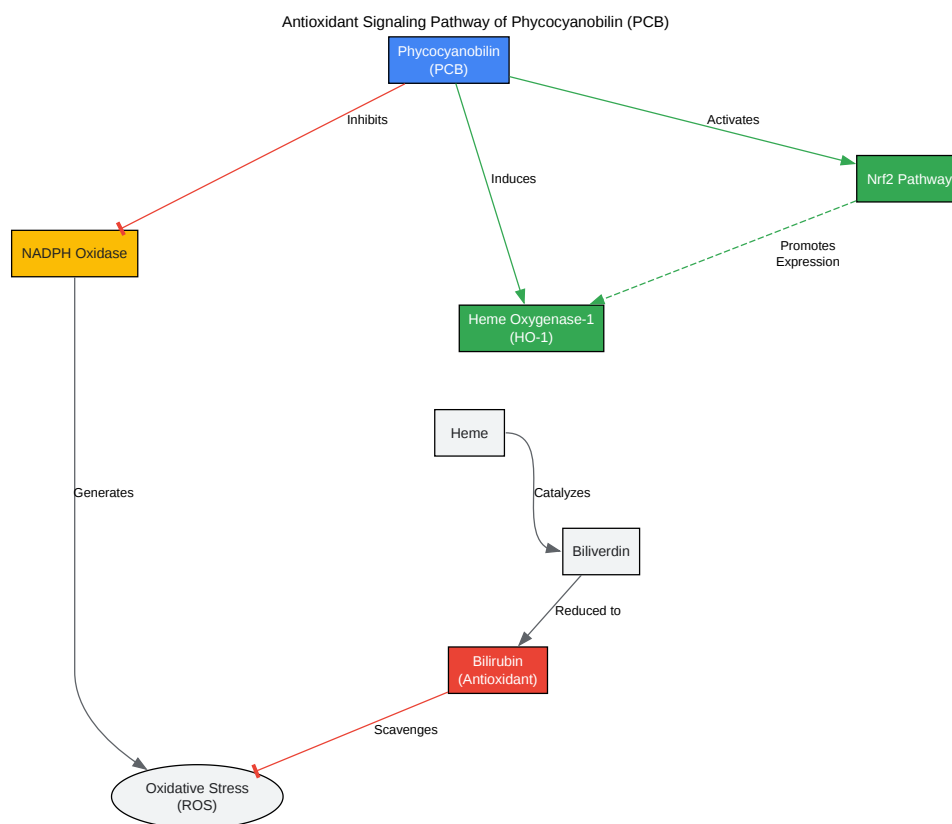 Antioxidant Signaling Pathway of Phycocyanobilin (PCB)
Phycocyanobilin
(PCB)
Inhibits
Activates
Induces
Nrf2 Pathway
NADPH Oxidase
Promotes
Expression
Heme Oxygenase-1
(HO-1)
Heme
Generates
Catalyzes
Biliverdin
Reduced to
Bilirubin
(Antioxidant)
Scavenges
Oxidative Stress
(ROS)